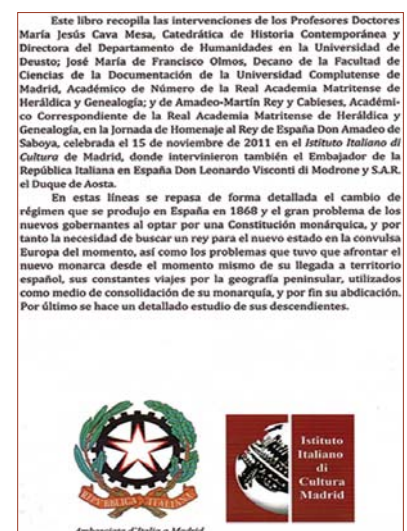 Este libro recopila las intervenciones de los Profesores Doctores
María Jesús Cava Mesa, Catedrática de Historia Contemporánea y
Directora del Departamento de Humanidades en la Universidad de
Deusto; José María de Francisco Olmos, Decano de la Facultad de
Ciencias de la Documentación de la Universidad Complutense de
Madrid, Académico de Número de la Real Academia Matritense de
Heráldica y Genealogía; y de Amadeo-Martín Rey y Cabieses, Académi-
co Correspondiente de la Real Academia Matritense de Heráldica y
Genealogía, en la Jornada de Homenaje al Rey de España Don Amadeo de
Saboya, celebrada el 15 de noviembre de 2011 en el Istituto Italiano di
Cultura de Madrid, donde intervinieron también el Embajador de la
República Italiana en España Don Leonardo Visconti di Modrone y S.A.R.
el Duque de Aosta.
En estas líneas se repasa de forma detallada el cambio de
régimen que se produjo en España en 1868 y el gran problema de los
nuevos gobernantes al optar por una Constitución monárquica, y por
tanto la necesidad de buscar un rey para el nuevo estado en la convulsa
Europa del momento, así como los problemas que tuvo que afrontar el
nuevo monarca desde el momento mismo de su llegada a territorio
español, sus constantes viajes por la geografía peninsular, utilizados
como medio de consolidación de su monarquía, y por fin su abdicación.
Por último se hace un detallado estudio de sus descendientes.
REPVBBLICA ITALIANA
Istituto
Italiano
di
Cultura
Madrid
Ambasciata d'Italia a Madrid